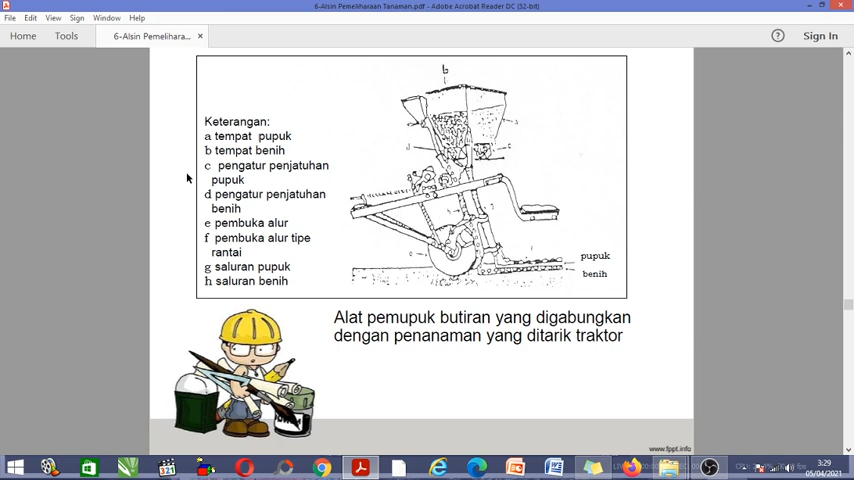 6-Alsin Pemeliharaan Tanaman.pdf - Adobe Acrobat Reader DC (32-bit)
File Edit View Sign Window Help
Home Tools 6-Alsin Pemelihara... × ? Sign In
b
Keterangan:
a tempat pupuk
b tempat benih
c pengatur penjatuhan
pupuk
d pengatur penjatuhan
benih
e pembuka alur
f pembuka alur tipe
rantai
g saluran pupuk
h saluran benih
pupuk
benih
Alat pemupuk butiran yang digabungkan
dengan penanaman yang ditarik traktor
www.fppt.info
321
3:29
05/04/2021